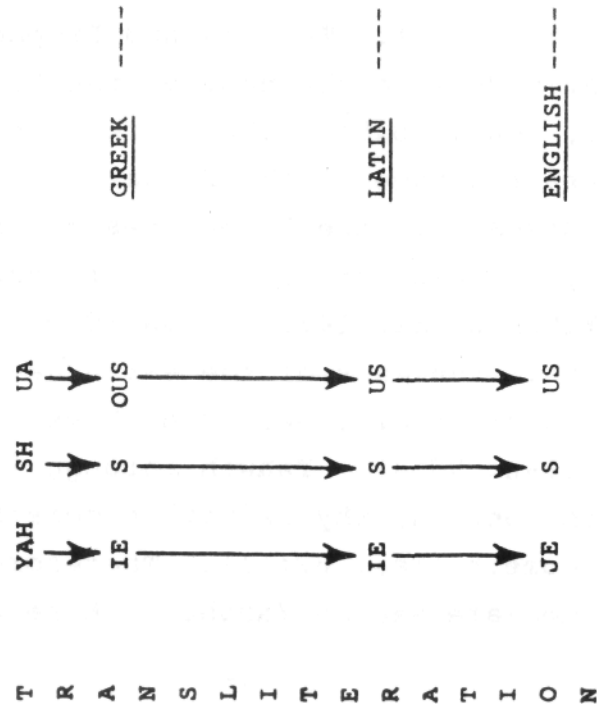 TRANSLITERATION
YAH SH UA
IE S OUS GREEK ----
IE S US LATIN ----
JE S US ENGLISH ----